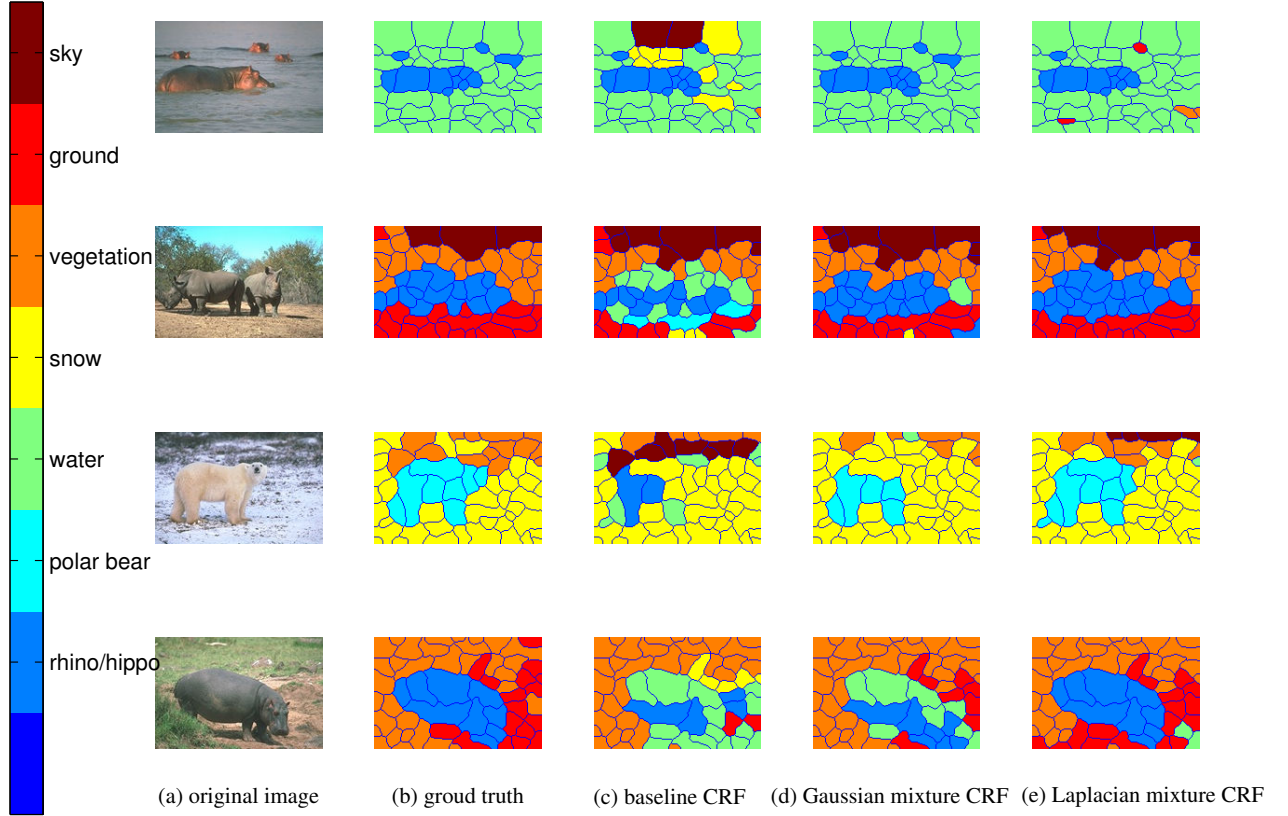 sky
ground
vegetation
snow
water
polar bear
rhino/hippo
(a) original image
(b) groud truth
(c) baseline CRF
(d) Gaussian mixture CRF
(e) Laplacian mixture CRF